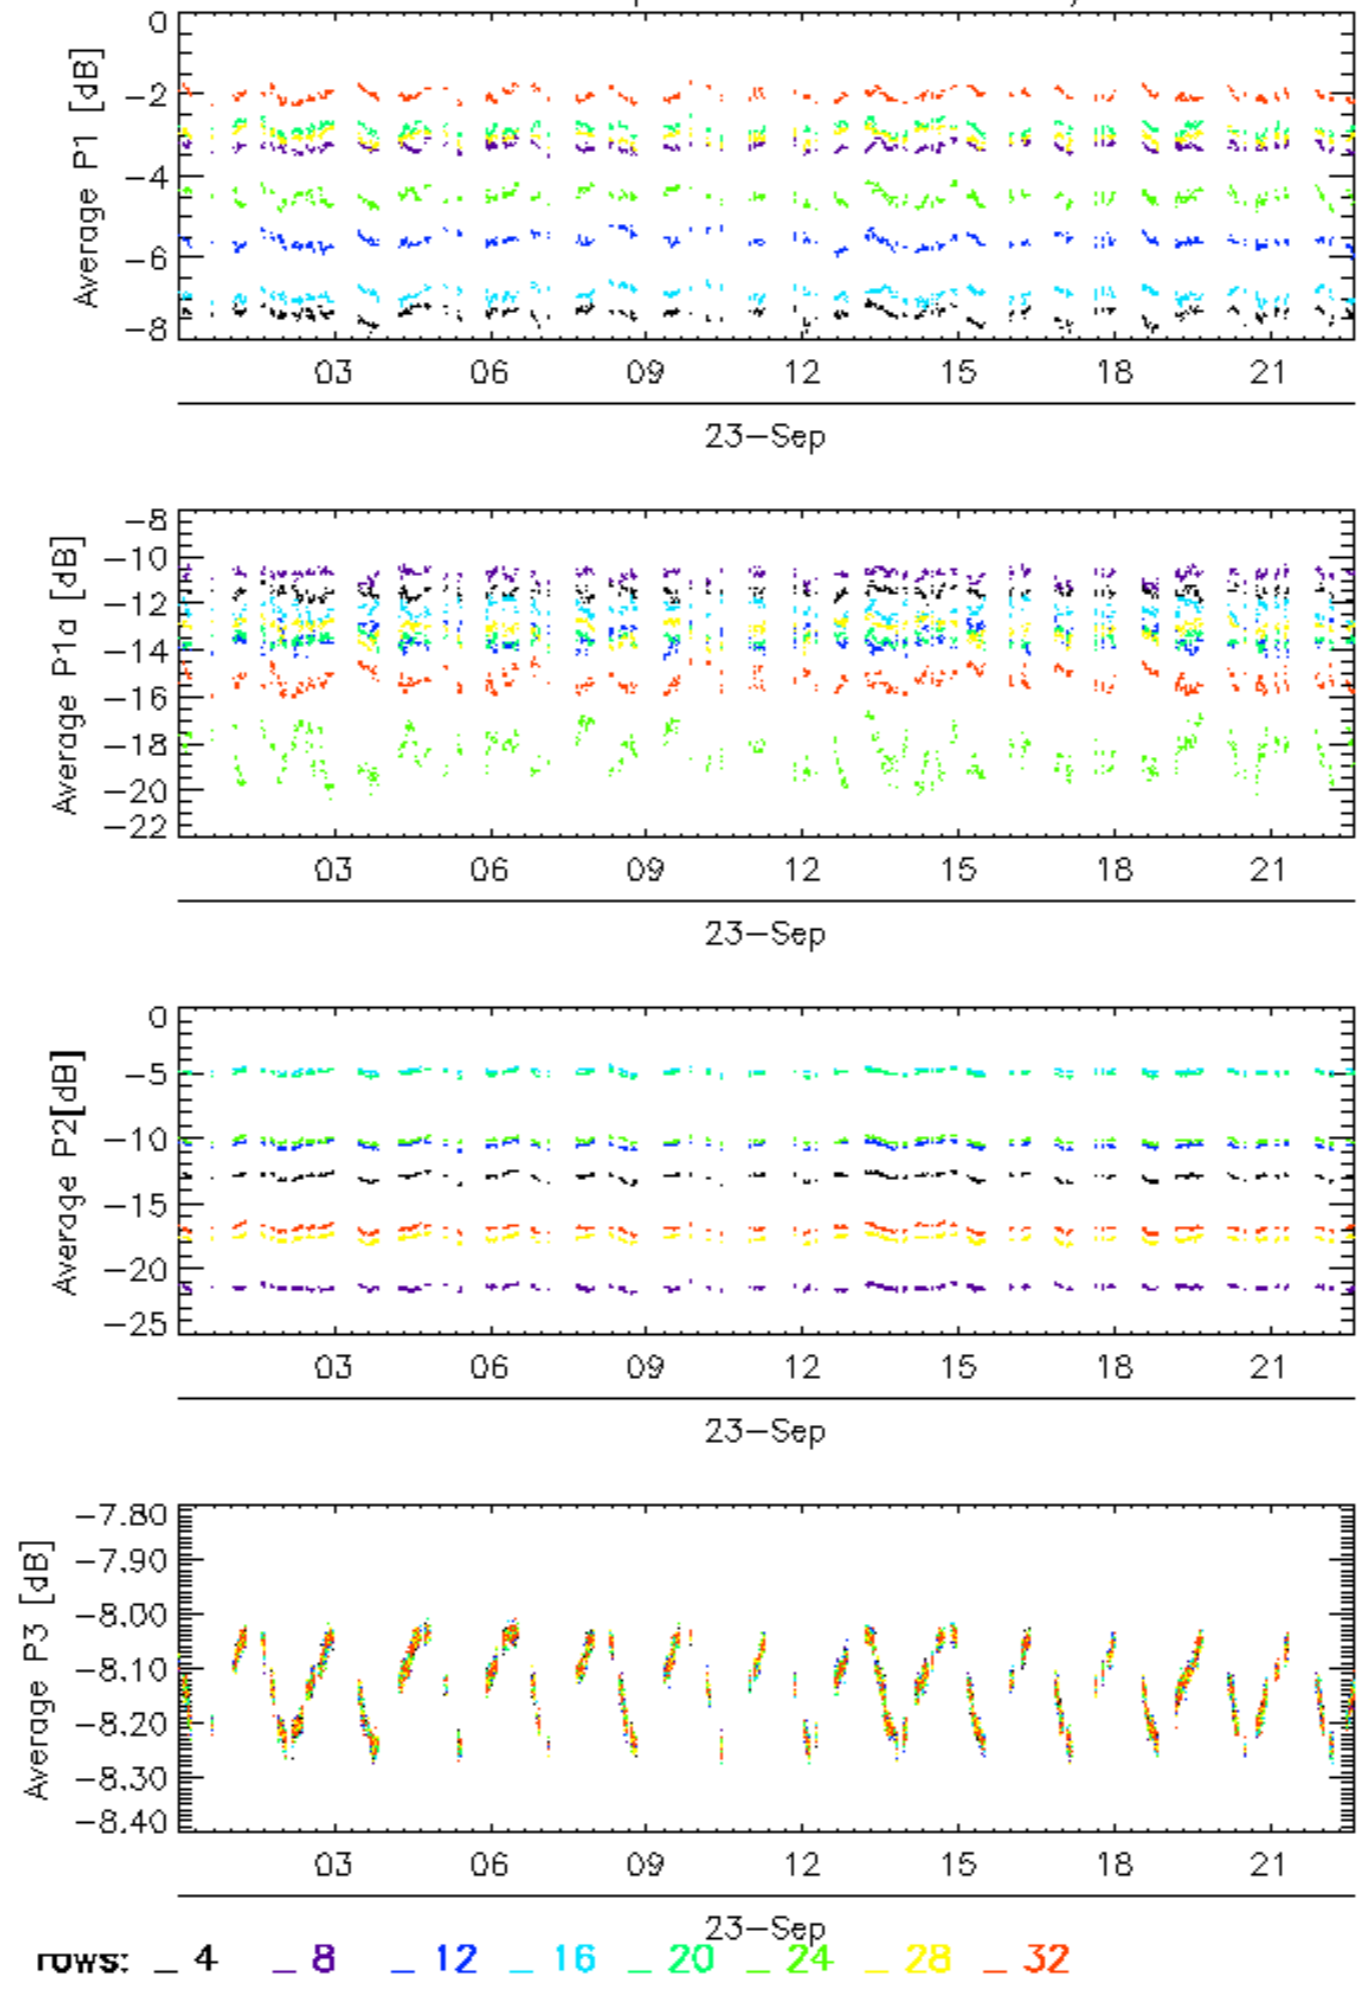 0
−2
−4
−6
−8
Average P1 [dB]
03 06 09 12 15 18 21
23−Sep
−8
−10
−12
−14
−16
−18
−20
−22
Average P1a [dB]
03 06 09 12 15 18 21
23−Sep
0
−5
−10
−15
−20
−25
Average P2[dB]
03 06 09 12 15 18 21
23−Sep
−7.80
−7.90
−8.00
−8.10
−8.20
−8.30
−8.40
Average P3 [dB]
03 06 09 12 15 18 21
23−Sep
rows: _ 4 _ 8 _ 12 _ 16 _ 20 _ 24 _ 28 _ 32